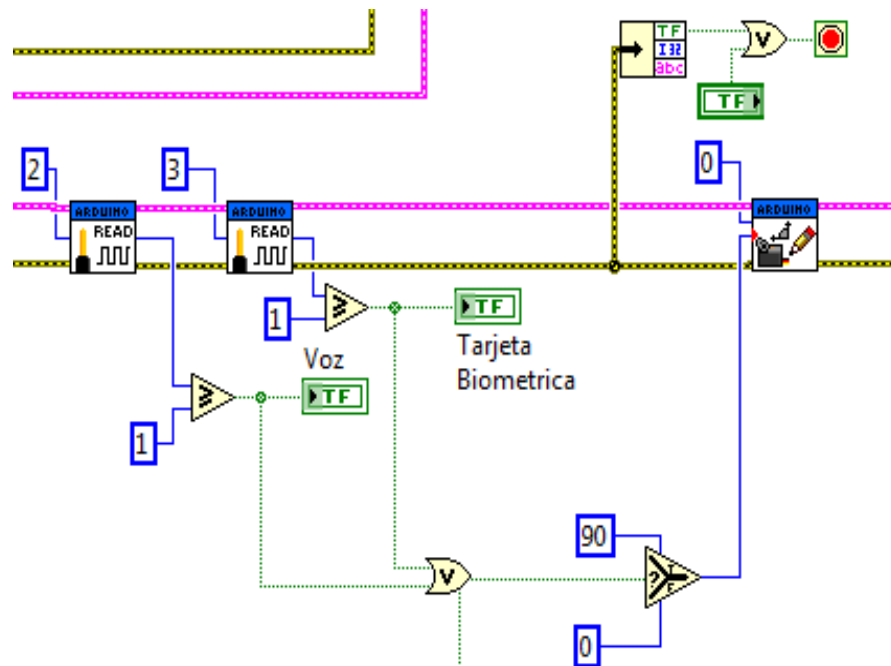 TF
I32
abc
V
TF
2
3
0
ARDUINO
READ
ARDUINO
READ
ARDUINO
1
TF
Tarjeta
Biometrica
Voz
TF
1
90
V
?
T
F
0